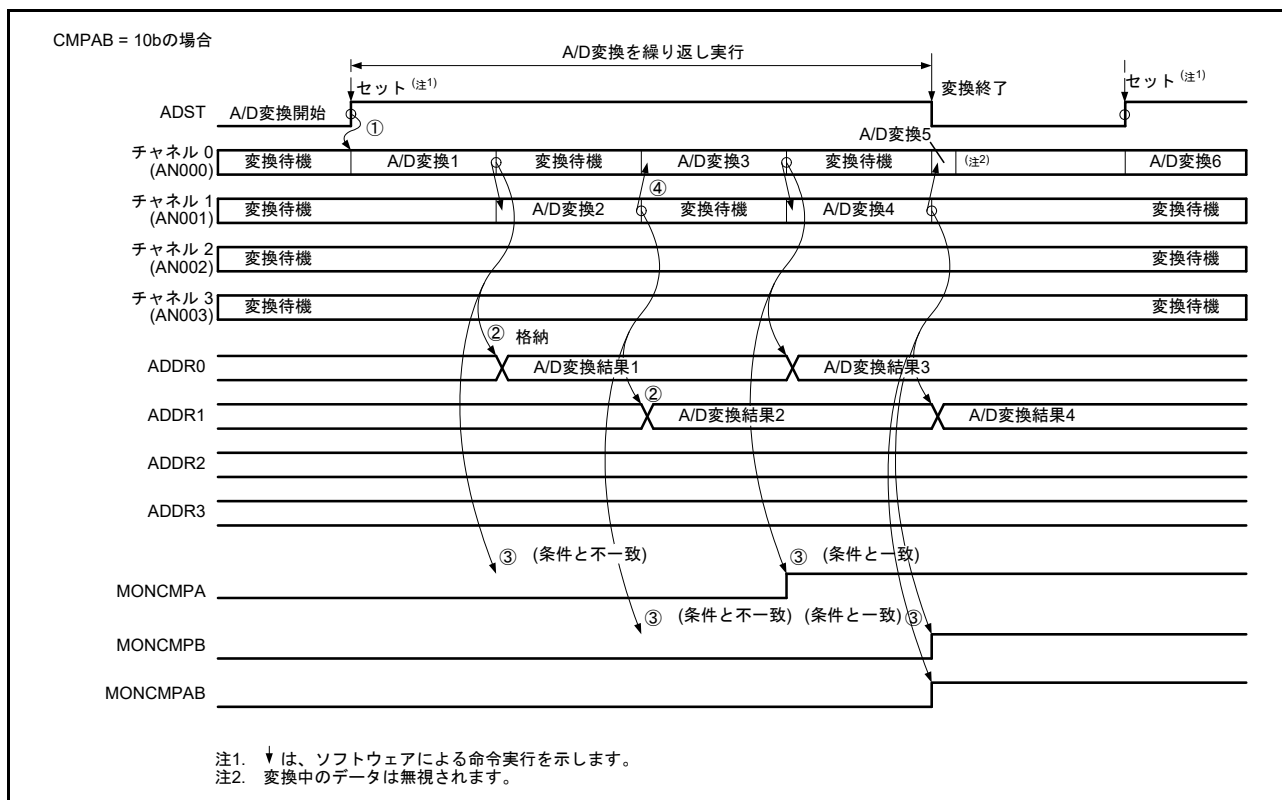 CMPAB = 10bの場合
A/D変換を繰り返し実行
セット (注1)
変換終了
セット (注1)
ADST
A/D変換開始
①
A/D変換5
チャネル 0
(AN000)
変換待機
A/D変換1
変換待機
A/D変換3
変換待機
(注2)
A/D変換6
④
チャネル 1
(AN001)
変換待機
A/D変換2
変換待機
A/D変換4
変換待機
チャネル 2
(AN002)
変換待機
変換待機
チャネル 3
(AN003)
変換待機
変換待機
② 格納
ADDR0
A/D変換結果1
A/D変換結果3
②
ADDR1
A/D変換結果2
A/D変換結果4
ADDR2
ADDR3
③ (条件と不一致)
③ (条件と一致)
MONCMPA
③ (条件と不一致)
(条件と一致) ③
MONCMPB
MONCMPAB
注1. は、ソフトウェアによる命令実行を示します。
注2. 変換中のデータは無視されます。